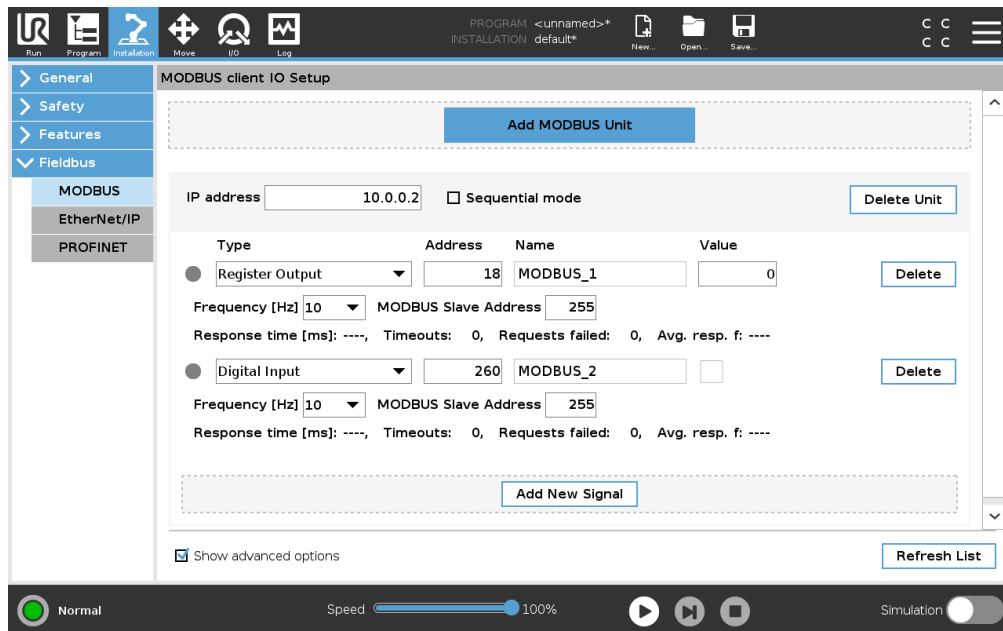 PROGRAM <unnamed>*
INSTALLATION default*
Run Program Installation Move I/O Log New... Open... Save...
C C
C C
General
Safety
Features
Fieldbus
MODBUS
EtherNet/IP
PROFINET
MODBUS client IO Setup
Add MODBUS Unit
IP address 10.0.0.2 Sequential mode Delete Unit
Type Address Name Value
Register Output 18 MODBUS_1 0 Delete
Frequency [Hz] 10 MODBUS Slave Address 255
Response time [ms]: ----, Timeouts: 0, Requests failed: 0, Avg. resp. f: ----
Digital Input 260 MODBUS_2 Delete
Frequency [Hz] 10 MODBUS Slave Address 255
Response time [ms]: ----, Timeouts: 0, Requests failed: 0, Avg. resp. f: ----
Add New Signal
Show advanced options Refresh List
Normal Speed 100% Simulation